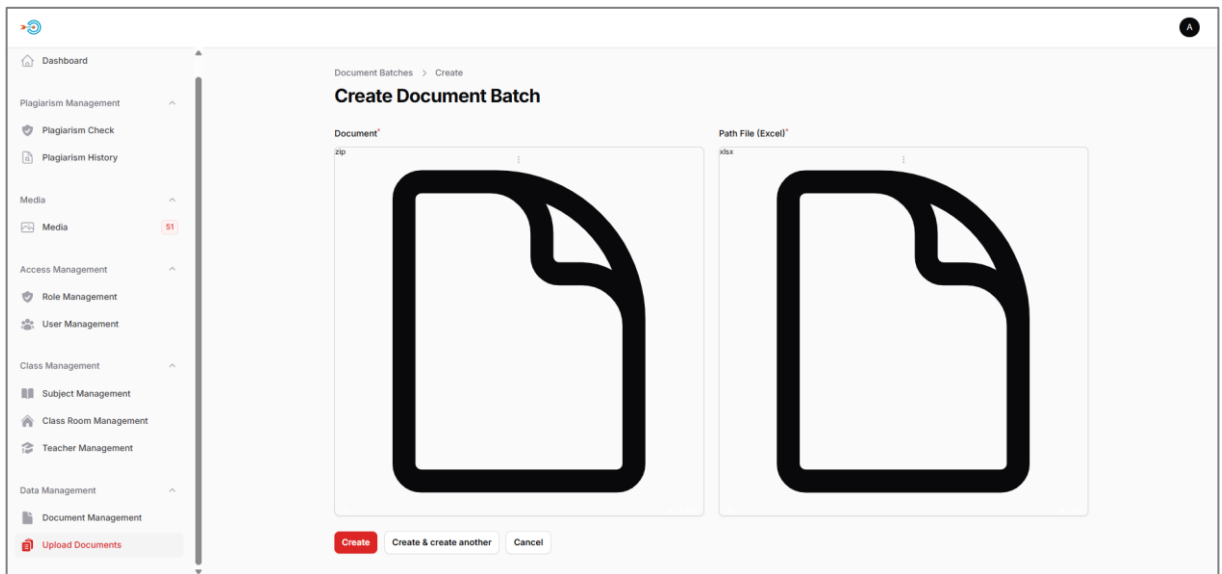 A
Dashboard
Plagiarism Management
Plagiarism Check
Plagiarism History
Media
Media 51
Access Management
Role Management
User Management
Class Management
Subject Management
Class Room Management
Teacher Management
Data Management
Document Management
Upload Documents
Document Batches > Create
Create Document Batch
Document*
zip
Path File (Excel)*
xlsx
Create
Create & create another
Cancel